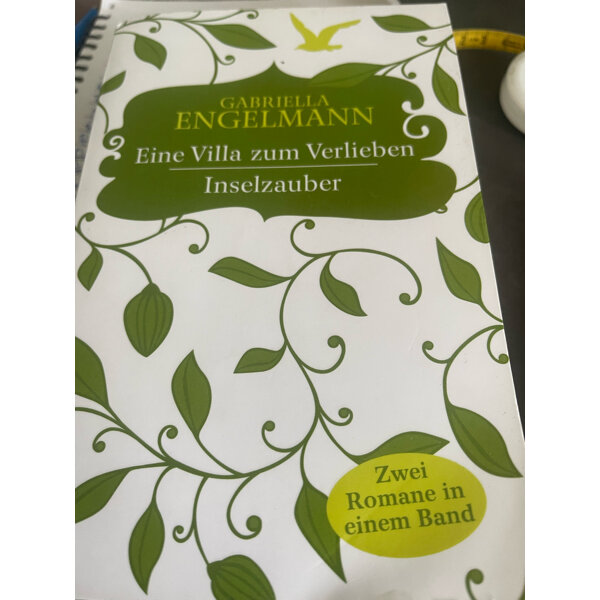 GABRIELLA
ENGELMANN
Eine Villa zum Verlieben
Inselzauber
Zwei
Romane in
einem Band